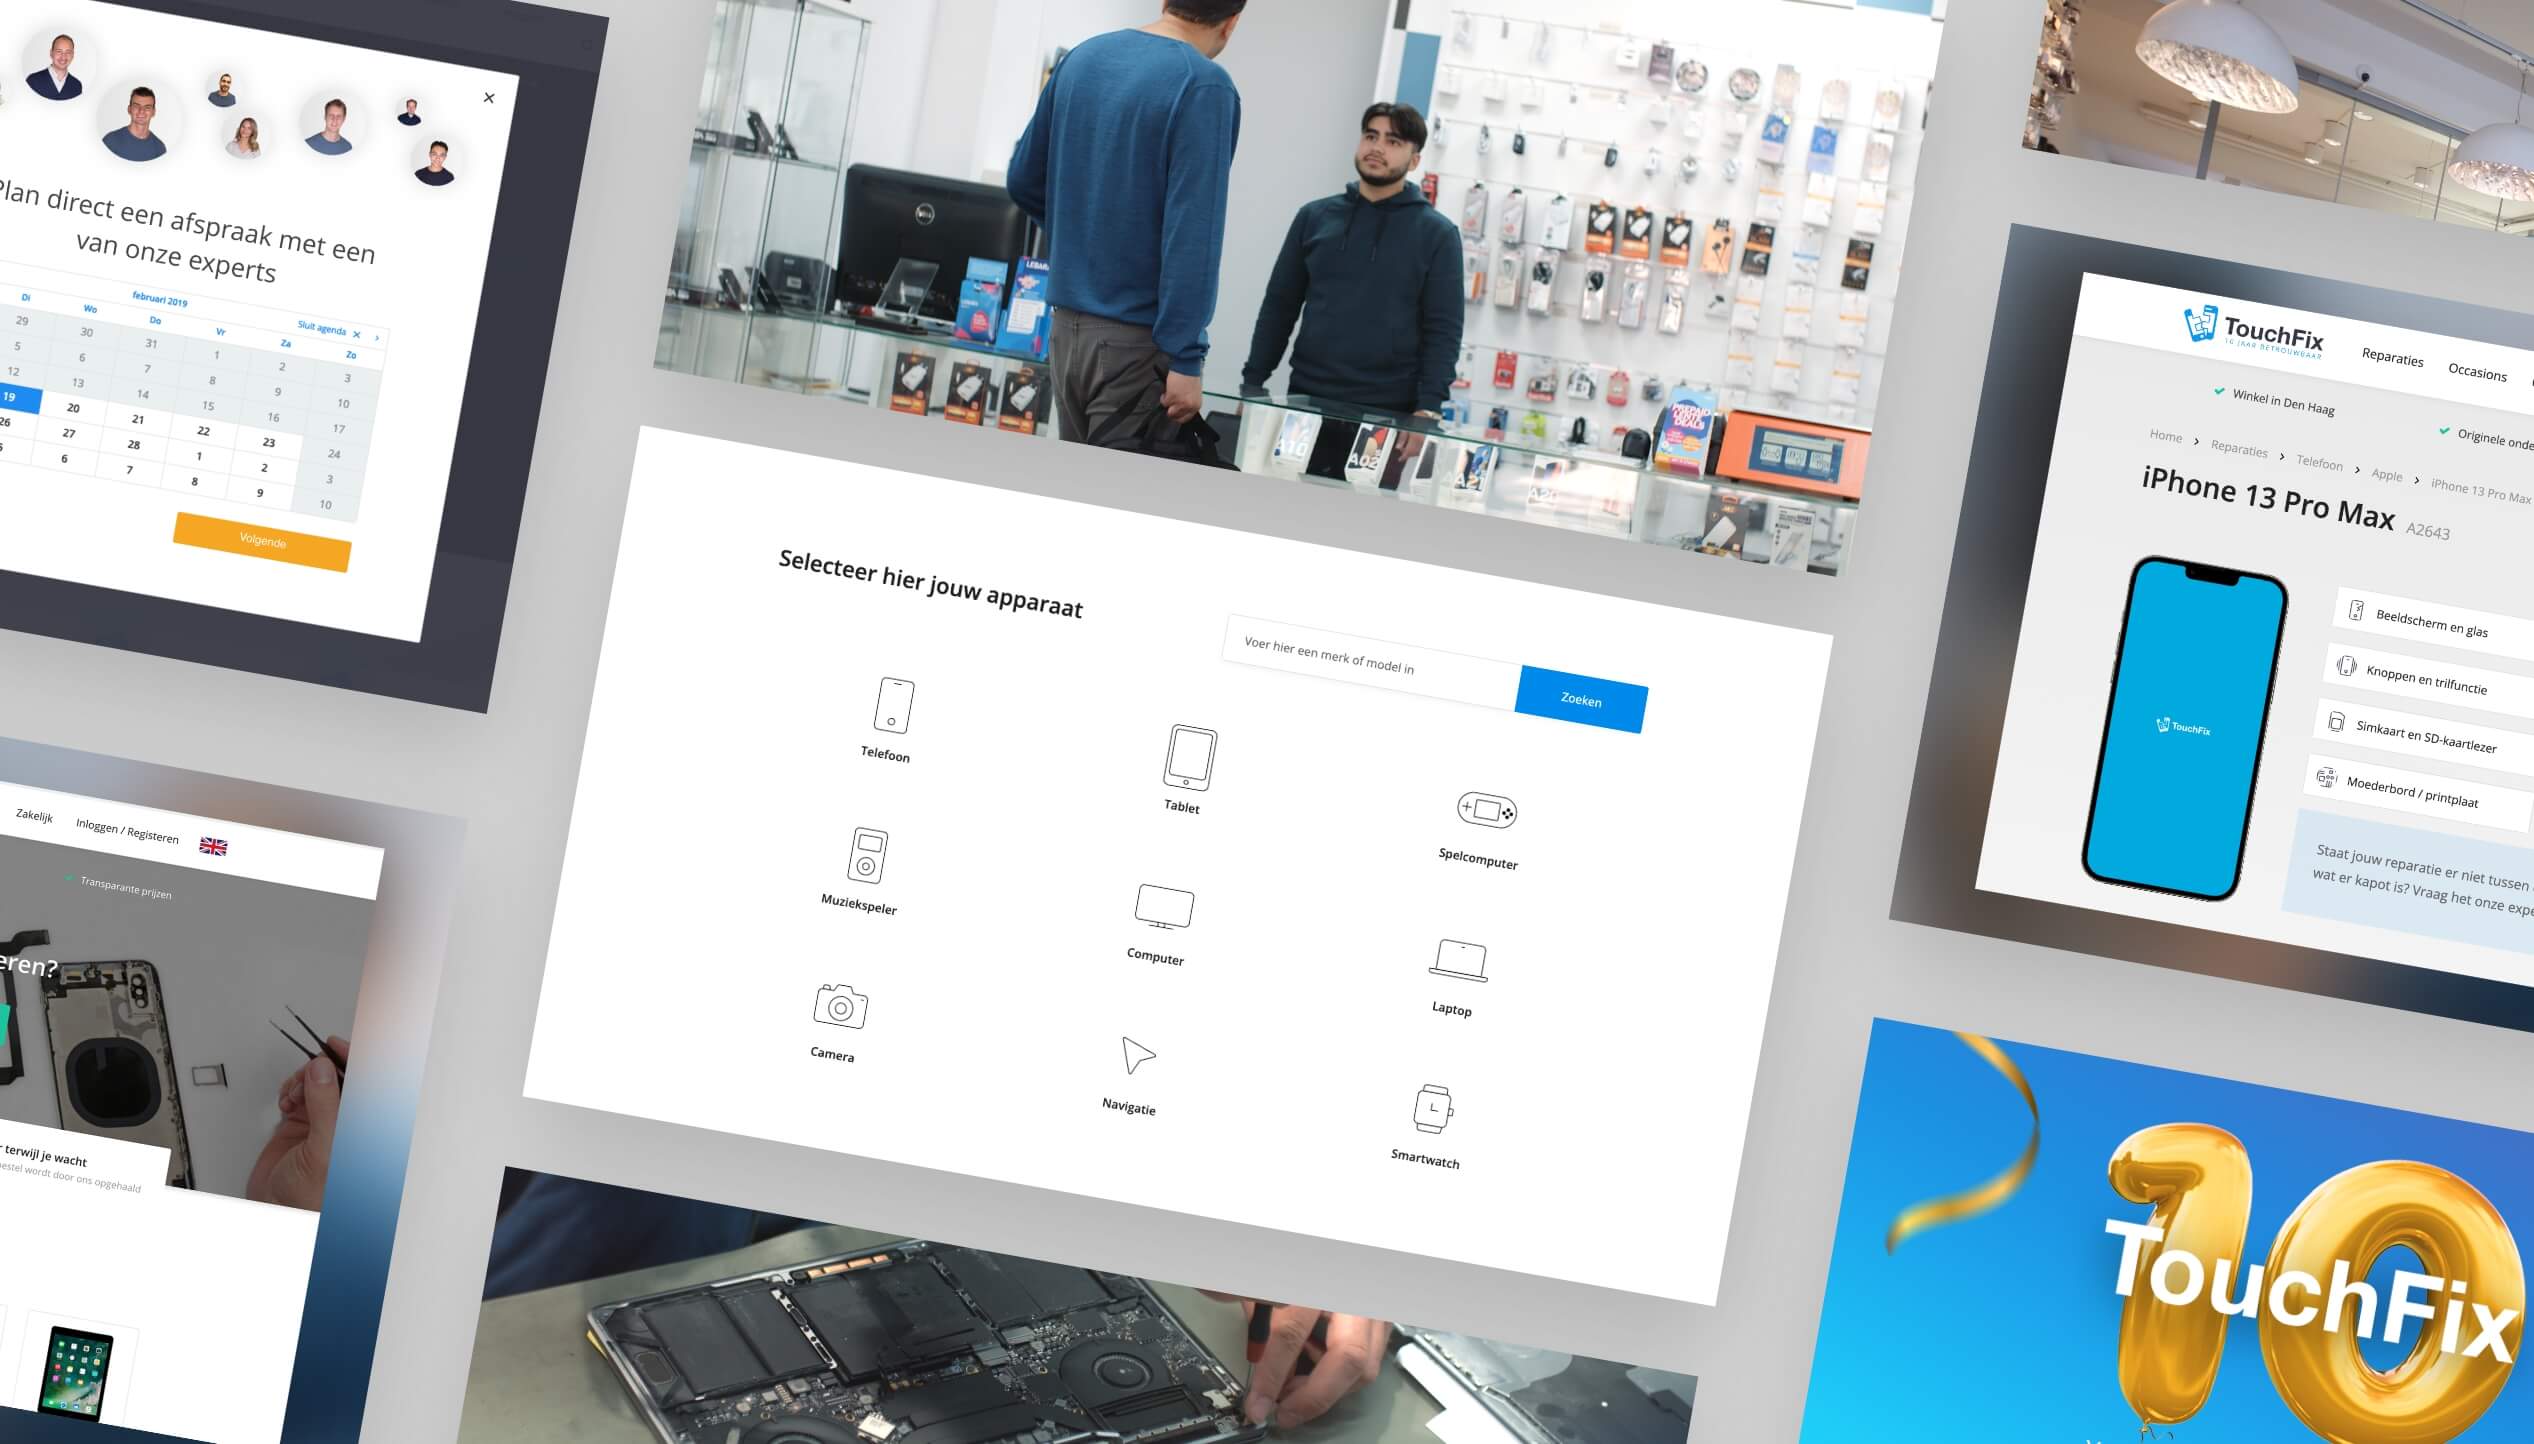 Plan direct een afspraak met een
van onze experts
februari 2019
Sluit agenda ✕ ›
Di Wo Do Vr Za Zo
29 30 31 1 2 3
5 6 7 8 9 10
12 13 14 15 16 17
19 20 21 22 23 24
26 27 28 1 2 3
6 7 8 9 10
Volgende
Zakelijk
Inloggen / Registeren
Transparante prijzen
eren?
terwijl je wacht
estel wordt door ons opgehaald
DELL
LEBARA
A10
A02
Selecteer hier jouw apparaat
Voer hier een merk of model in
Zoeken
Telefoon
Tablet
Spelcomputer
Muziekspeler
Computer
Laptop
Camera
Navigatie
Smartwatch
TouchFix
Reparaties
Occasions
Winkel in Den Haag
Originele onde
Home › Reparaties › Telefoon › Apple › iPhone 13 Pro Max
iPhone 13 Pro Max A2643
Beeldscherm en glas
Knoppen en trilfunctie
Simkaart en SD-kaartlezer
Moederbord / printplaat
TouchFix
Staat jouw reparatie er niet tussen
wat er kapot is? Vraag het onze expe
10
TouchFix